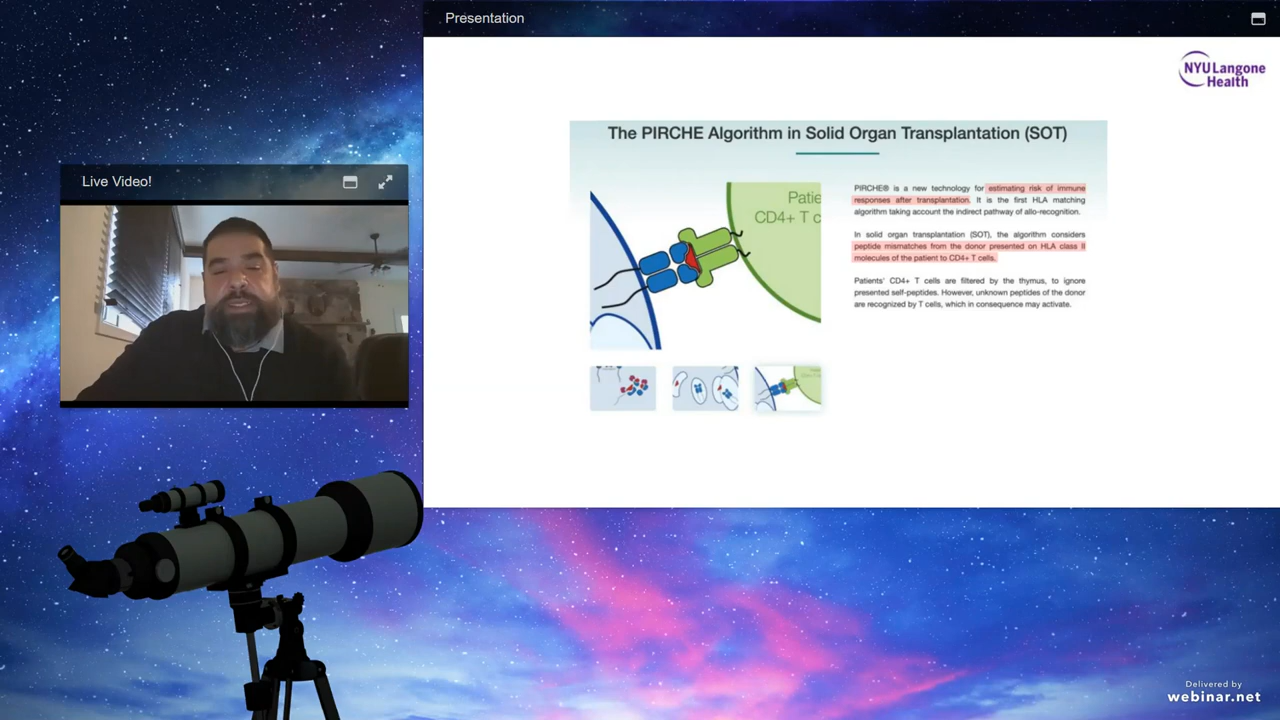 Presentation
NYU Langone
Health
Live Video!
The PIRCHE Algorithm in Solid Organ Transplantation (SOT)
Patie
CD4+ T c
PIRCHE® is a new technology for estimating risk of immune
responses after transplantation. It is the first HLA matching
algorithm taking account the indirect pathway of allo-recognition.
In solid organ transplantation (SOT), the algorithm considers
peptide mismatches from the donor presented on HLA class II
molecules of the patient to CD4+ T cells.
Patients' CD4+ T cells are filtered by the thymus, to ignore
presented self-peptides. However, unknown peptides of the donor
are recognized by T cells, which in consequence may activate.
Delivered by
webinar.net